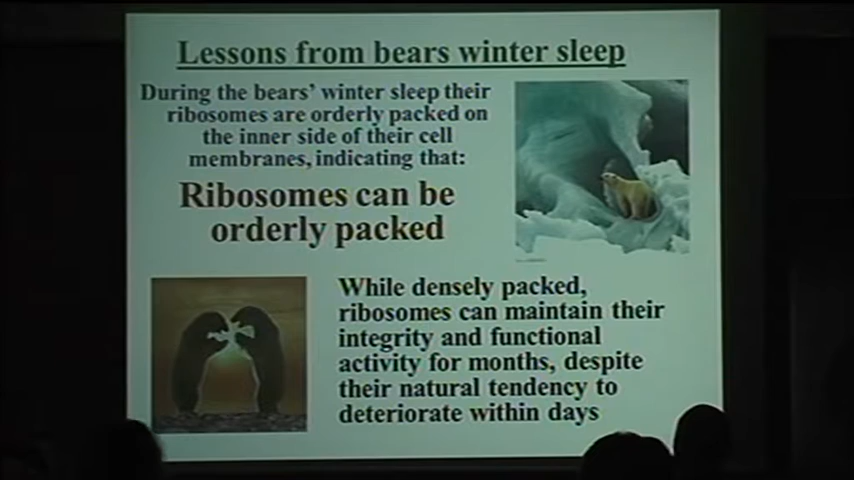 Lessons from bears winter sleep
During the bears' winter sleep their
ribosomes are orderly packed on
the inner side of their cell
membranes, indicating that:
Ribosomes can be
orderly packed
While densely packed,
ribosomes can maintain their
integrity and functional
activity for months, despite
their natural tendency to
deteriorate within days